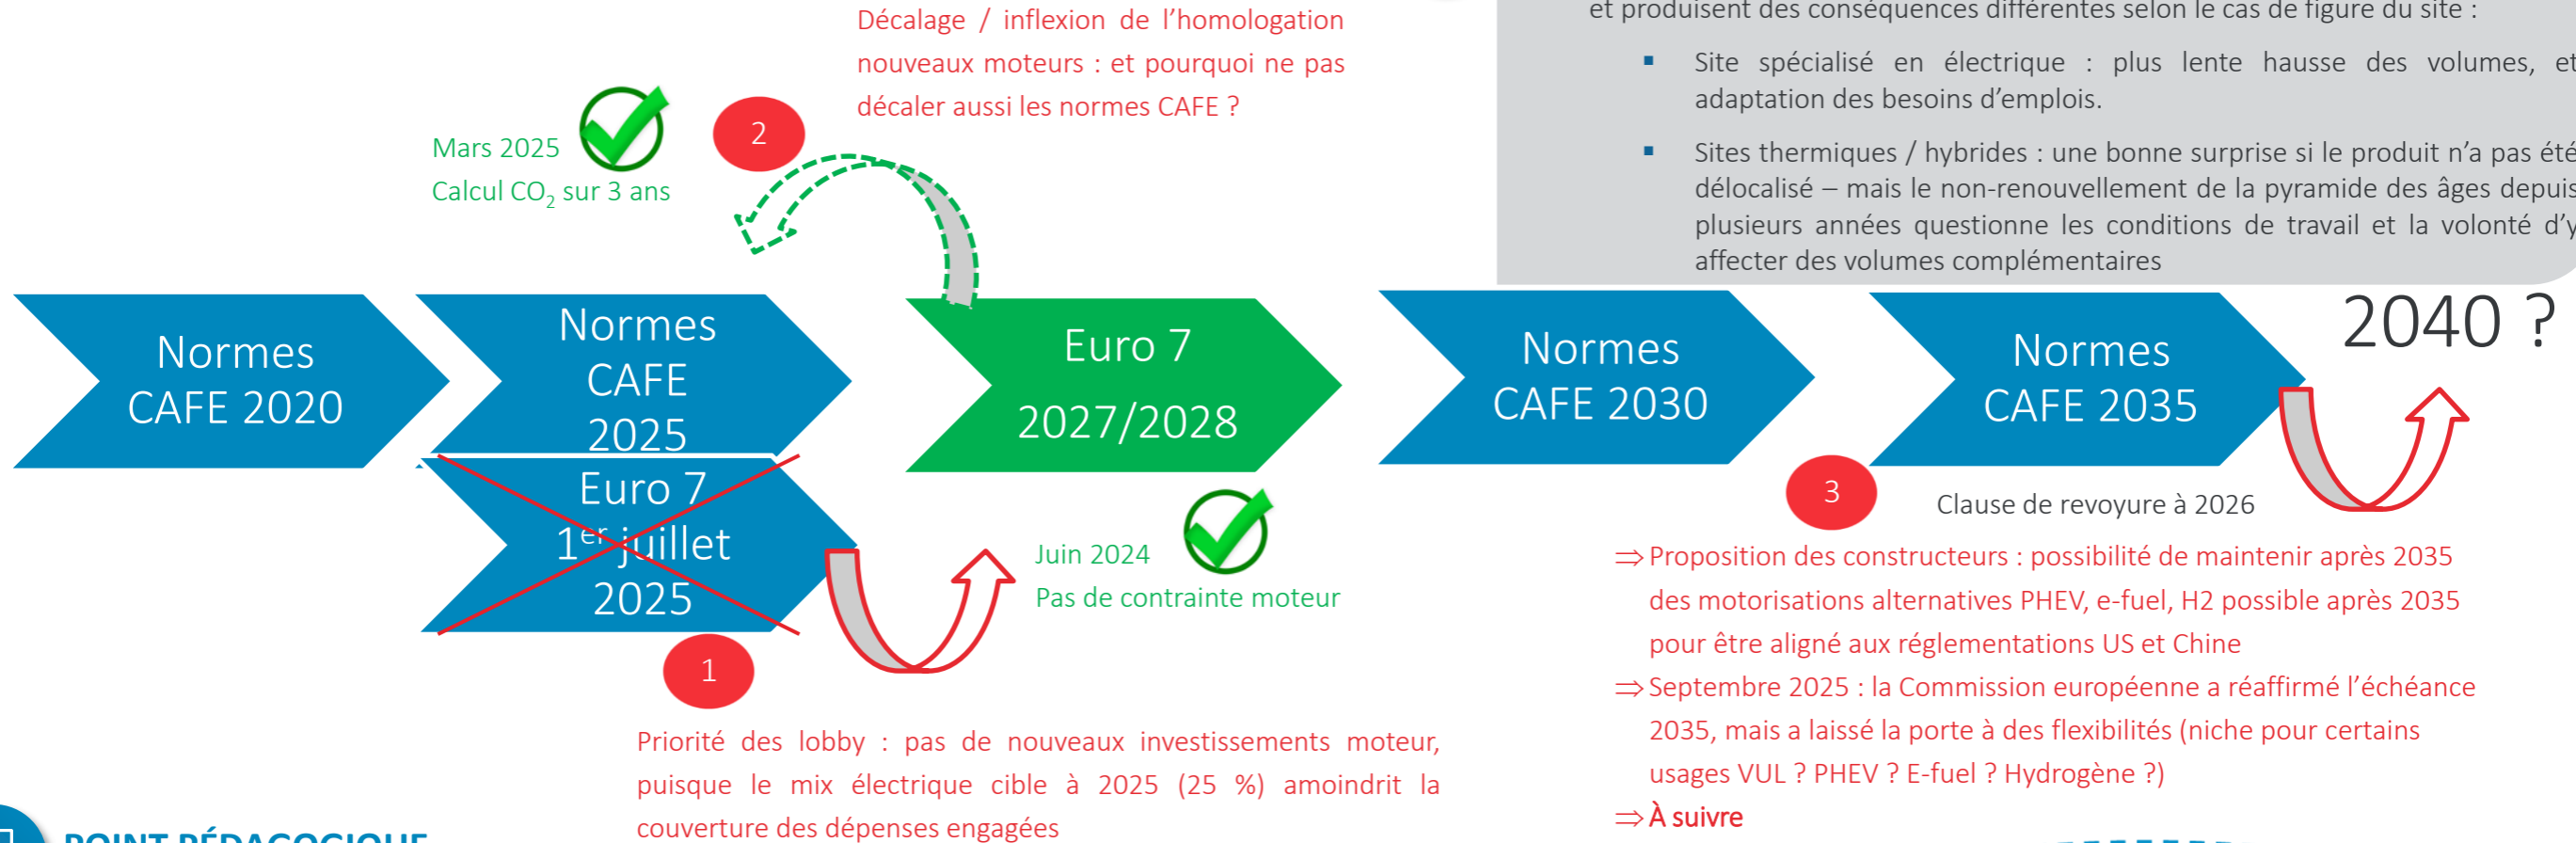 Décalage / inflexion de l’homologation
nouveaux moteurs : et pourquoi ne pas
décaler aussi les normes CAFE ?
et produisent des conséquences différentes selon le cas de figure du site :
▪ Site spécialisé en électrique : plus lente hausse des volumes, et
adaptation des besoins d’emplois.
▪ Sites thermiques / hybrides : une bonne surprise si le produit n’a pas été
délocalisé – mais le non-renouvellement de la pyramide des âges depuis
plusieurs années questionne les conditions de travail et la volonté d’y
affecter des volumes complémentaires
2
Mars 2025
Calcul CO₂ sur 3 ans
Normes
CAFE 2020
Normes
CAFE
2025
Euro 7
1er juillet
2025
Euro 7
2027/2028
Normes
CAFE 2030
Normes
CAFE 2035
2040 ?
Juin 2024
Pas de contrainte moteur
1
Priorité des lobby : pas de nouveaux investissements moteur,
puisque le mix électrique cible à 2025 (25 %) amoindrit la
couverture des dépenses engagées
3
Clause de revoyure à 2026
⇒ Proposition des constructeurs : possibilité de maintenir après 2035
des motorisations alternatives PHEV, e-fuel, H2 possible après 2035
pour être aligné aux réglementations US et Chine
⇒ Septembre 2025 : la Commission européenne a réaffirmé l’échéance
2035, mais a laissé la porte à des flexibilités (niche pour certains
usages VUL ? PHEV ? E-fuel ? Hydrogène ?)
⇒ À suivre
POINT PÉDAGOGIQUE